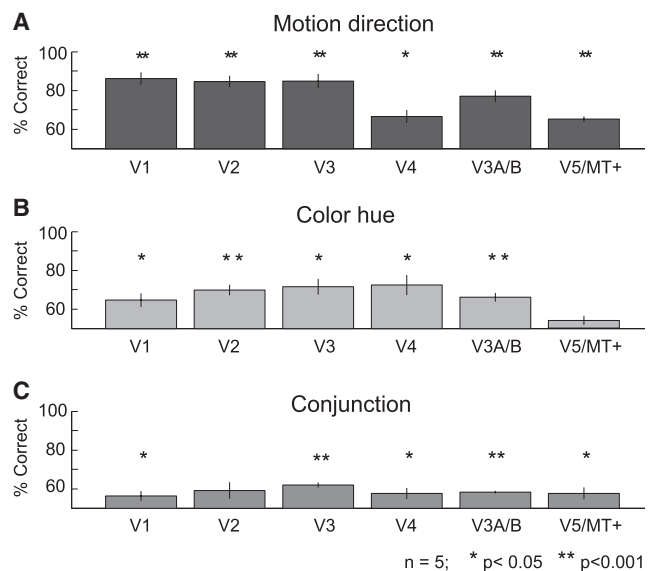 A
Motion direction
% Correct
100
80
60
** ** ** * ** **
V1 V2 V3 V4 V3A/B V5/MT+
B
Color hue
% Correct
100
80
60
* ** * * **
V1 V2 V3 V4 V3A/B V5/MT+
C
Conjunction
% Correct
100
80
60
* ** * ** *
V1 V2 V3 V4 V3A/B V5/MT+
n = 5; * p< 0.05 ** p<0.001